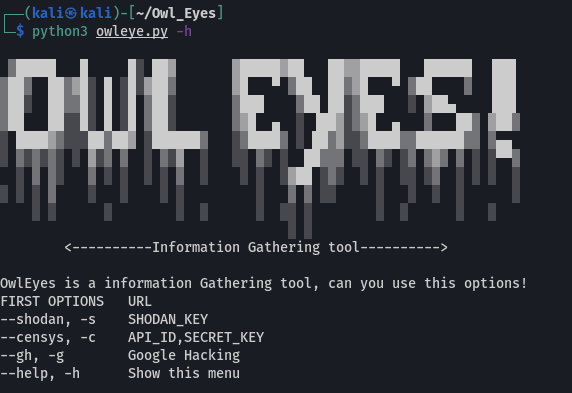 ┌──(kali㉿kali)-[~/Owl_Eyes]
└─$ python3 owleye.py -h
OWL EyES!
<----------Information Gathering tool---------->
OwlEyes is a information Gathering tool, can you use this options!
FIRST OPTIONS   URL
--shodan, -s    SHODAN_KEY
--censys, -c    API_ID,SECRET_KEY
--gh, -g        Google Hacking
--help, -h      Show this menu